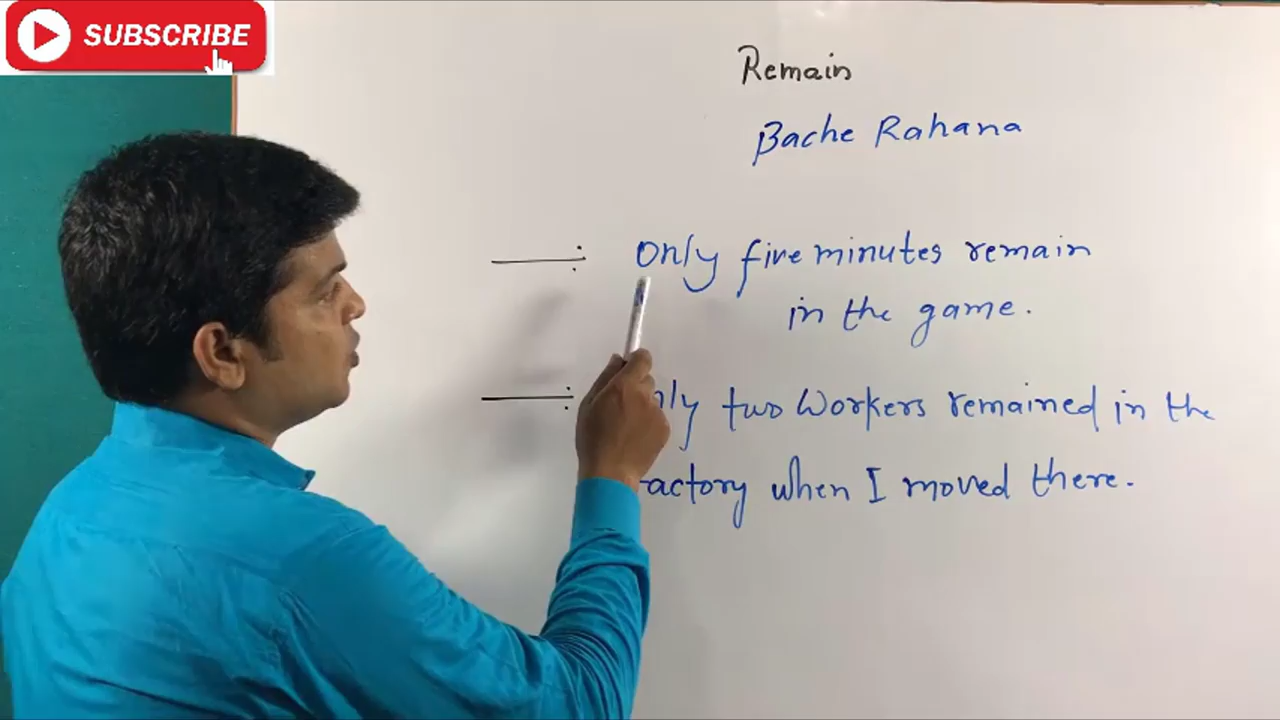 SUBSCRIBE
Remain
Bache Rahana
Only five minutes remain
in the game.
two Workers remained in the
when I moved there.